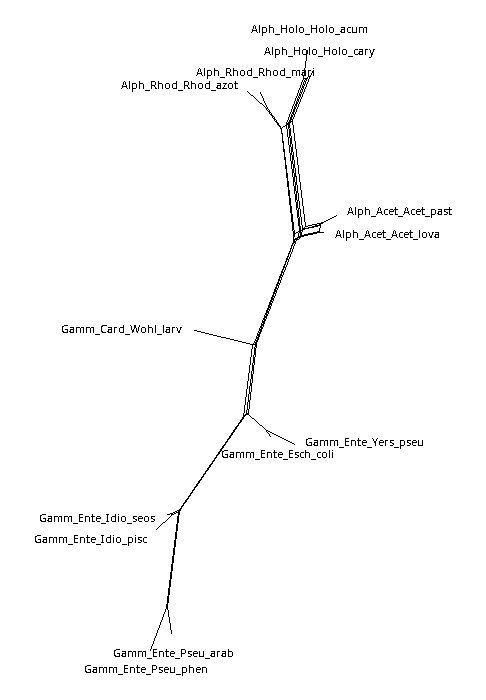 Alph_Holo_Holo_acum
Alph_Holo_Holo_cary
Alph_Rhod_Rhod_mari
Alph_Rhod_Rhod_azot
Alph_Acet_Acet_past
Alph_Acet_Acet_lova
Gamm_Card_Wohl_larv
Gamm_Ente_Yers_pseu
Gamm_Ente_Esch_coli
Gamm_Ente_Idio_seos
Gamm_Ente_Idio_pisc
Gamm_Ente_Pseu_arab
Gamm_Ente_Pseu_phen